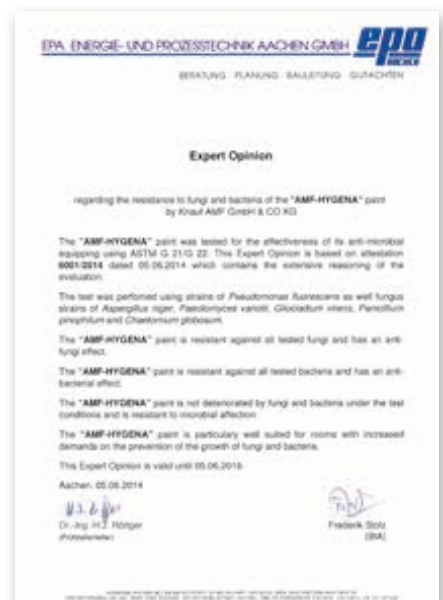 EPA ENERGIE- UND PROZESSTECHNIK AACHEN GMBH epa
AACHEN
BERATUNG PLANUNG BAULEITUNG GUTACHTEN
Expert Opinion
regarding the resistance to fungi and bacteria of the "AMF-HYGENA" paint
by Knauf AMF GmbH & CO KG
The "AMF-HYGENA" paint was tested for the effectiveness of its anti-microbial
equipping using ASTM G 21/G 22. This Expert Opinion is based on attestation
6001/2014 dated 05.06.2014 which contains the extensive reasoning of the
evaluation.
The test was performed using strains of Pseudomonas fluorescens as well fungus
strains of Aspergillus niger, Paecilomyces variotii, Gliocladium virens, Penicillium
pinophilum and Chaetomium globosum.
The "AMF-HYGENA" paint is resistant against all tested fungi and has an anti-
fungi effect.
The "AMF-HYGENA" paint is resistant against all tested bacteria and has an anti-
bacterial effect.
The "AMF-HYGENA" paint is not deteriorated by fungi and bacteria under the test
conditions and is resistant to microbial affection.
The "AMF-HYGENA" paint is particulary well suited for rooms with increased
demands on the prevention of the growth of fungi and bacteria.
This Expert Opinion is valid until 05.06.2016
Aachen, 05.06.2014
Dr.-Ing. H.J. Röttger Frederik Stolz
(BIA)